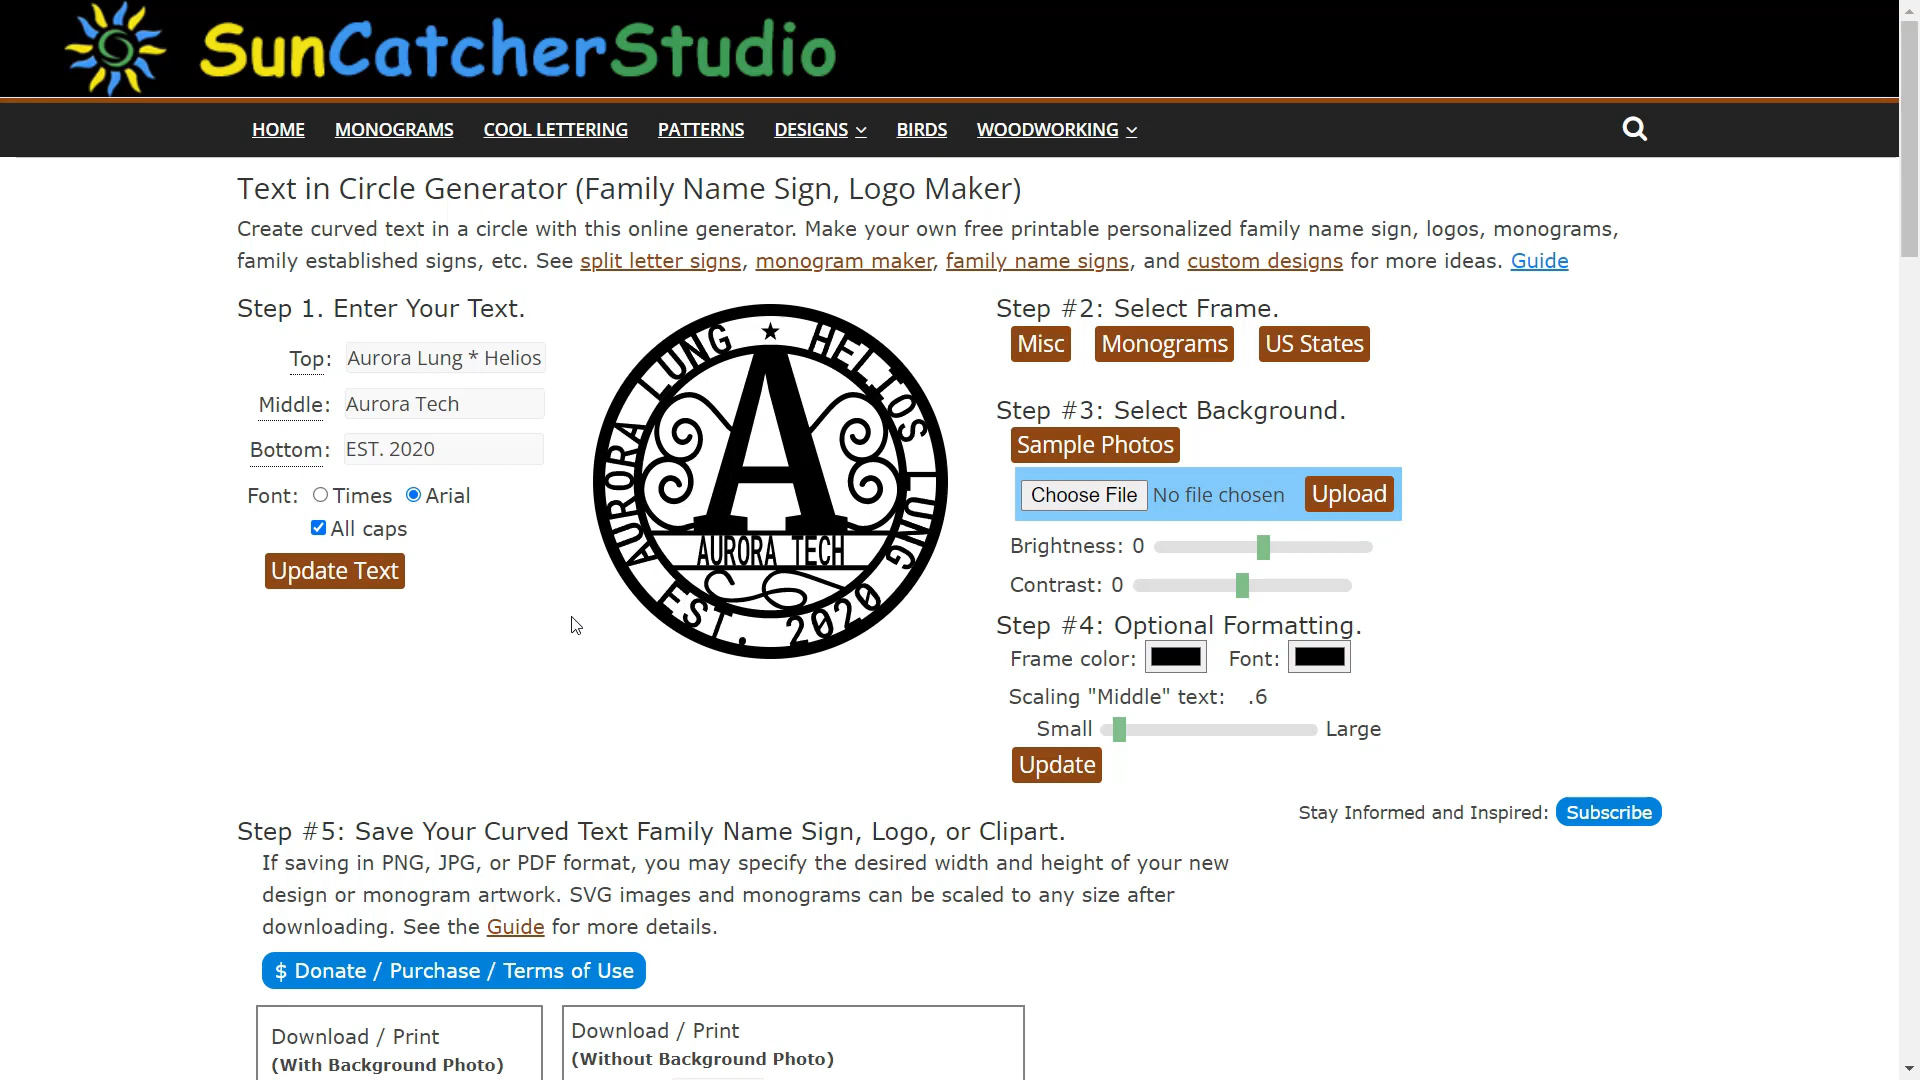 SunCatcherStudio
HOME MONOGRAMS COOL LETTERING PATTERNS DESIGNS BIRDS WOODWORKING
Text in Circle Generator (Family Name Sign, Logo Maker)
Create curved text in a circle with this online generator. Make your own free printable personalized family name sign, logos, monograms,
family established signs, etc. See split letter signs, monogram maker, family name signs, and custom designs for more ideas. Guide
Step 1. Enter Your Text.
Top: Aurora Lung * Helios
Middle: Aurora Tech
Bottom: EST. 2020
Font: Times Arial
All caps
Update Text
AURORA LUNG ★ HELIOS LUNG
A
AURORA TECH
EST. 2020
Step #2: Select Frame.
Misc Monograms US States
Step #3: Select Background.
Sample Photos
Choose File No file chosen Upload
Brightness: 0
Contrast: 0
Step #4: Optional Formatting.
Frame color: Font:
Scaling "Middle" text: .6
Small Large
Update
Stay Informed and Inspired: Subscribe
Step #5: Save Your Curved Text Family Name Sign, Logo, or Clipart.
If saving in PNG, JPG, or PDF format, you may specify the desired width and height of your new
design or monogram artwork. SVG images and monograms can be scaled to any size after
downloading. See the Guide for more details.
$ Donate / Purchase / Terms of Use
Download / Print
(With Background Photo)
Download / Print
(Without Background Photo)